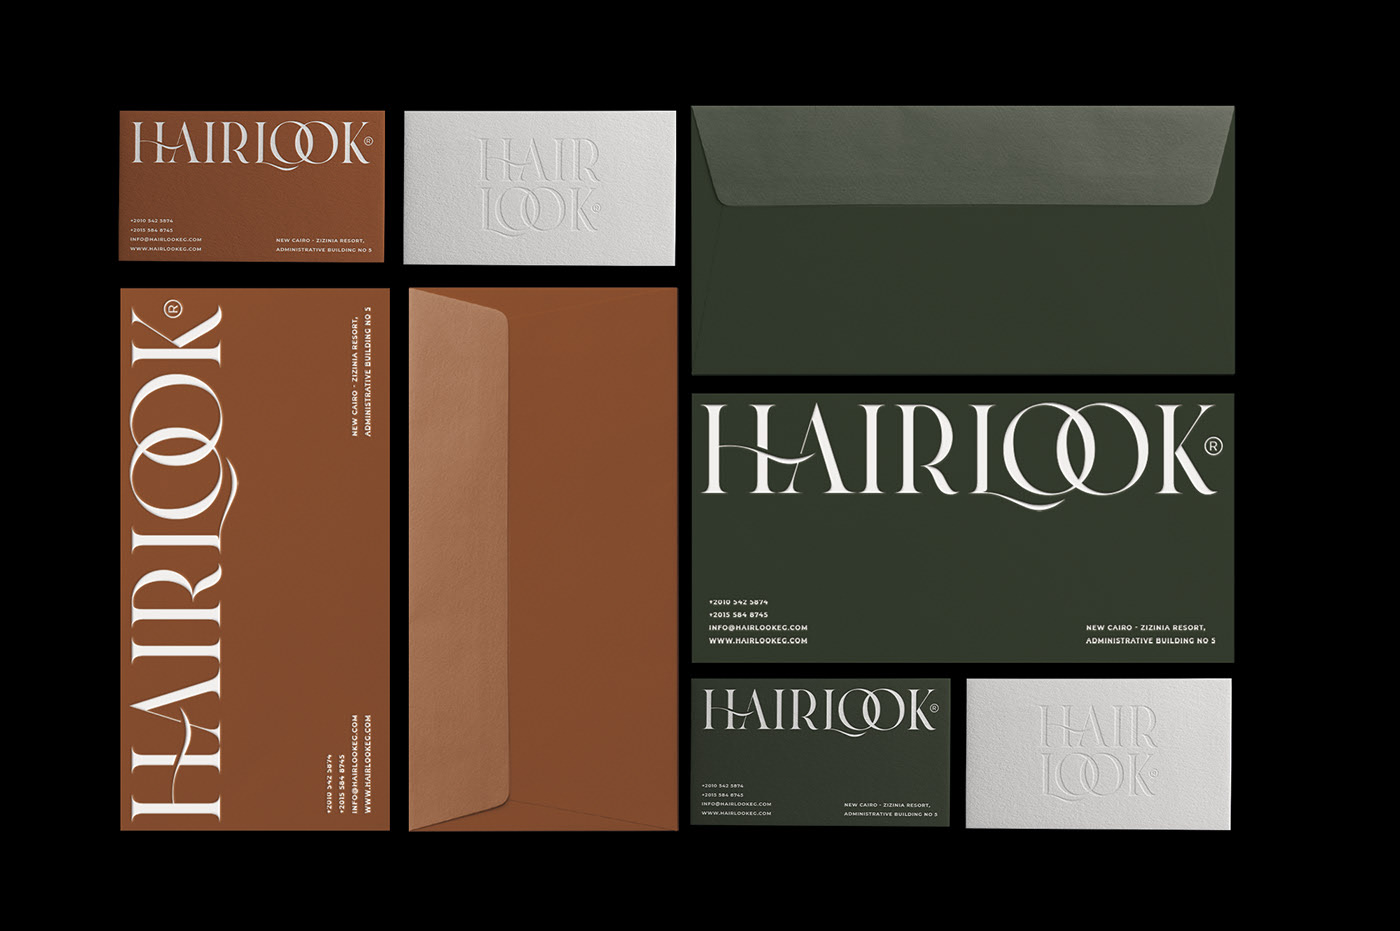 HAIRLOOK®
+2010 542 5874
+2015 584 8745
INFO@HAIRLOOKEG.COM
WWW.HAIRLOOKEG.COM
NEW CAIRO - ZIZINIA RESORT,
ADMINISTRATIVE BUILDING NO 5
HAIR
LOOK®
HAIRLOOK®
NEW CAIRO - ZIZINIA RESORT,
ADMINISTRATIVE BUILDING NO 5
+2010 542 5874
+2015 584 8745
INFO@HAIRLOOKEG.COM
WWW.HAIRLOOKEG.COM
HAIRLOOK®
+2010 542 5874
+2015 584 8745
INFO@HAIRLOOKEG.COM
WWW.HAIRLOOKEG.COM
NEW CAIRO - ZIZINIA RESORT,
ADMINISTRATIVE BUILDING NO 5
HAIRLOOK®
+2010 542 5874
+2015 584 8745
INFO@HAIRLOOKEG.COM
WWW.HAIRLOOKEG.COM
NEW CAIRO - ZIZINIA RESORT,
ADMINISTRATIVE BUILDING NO 5
HAIR
LOOK®